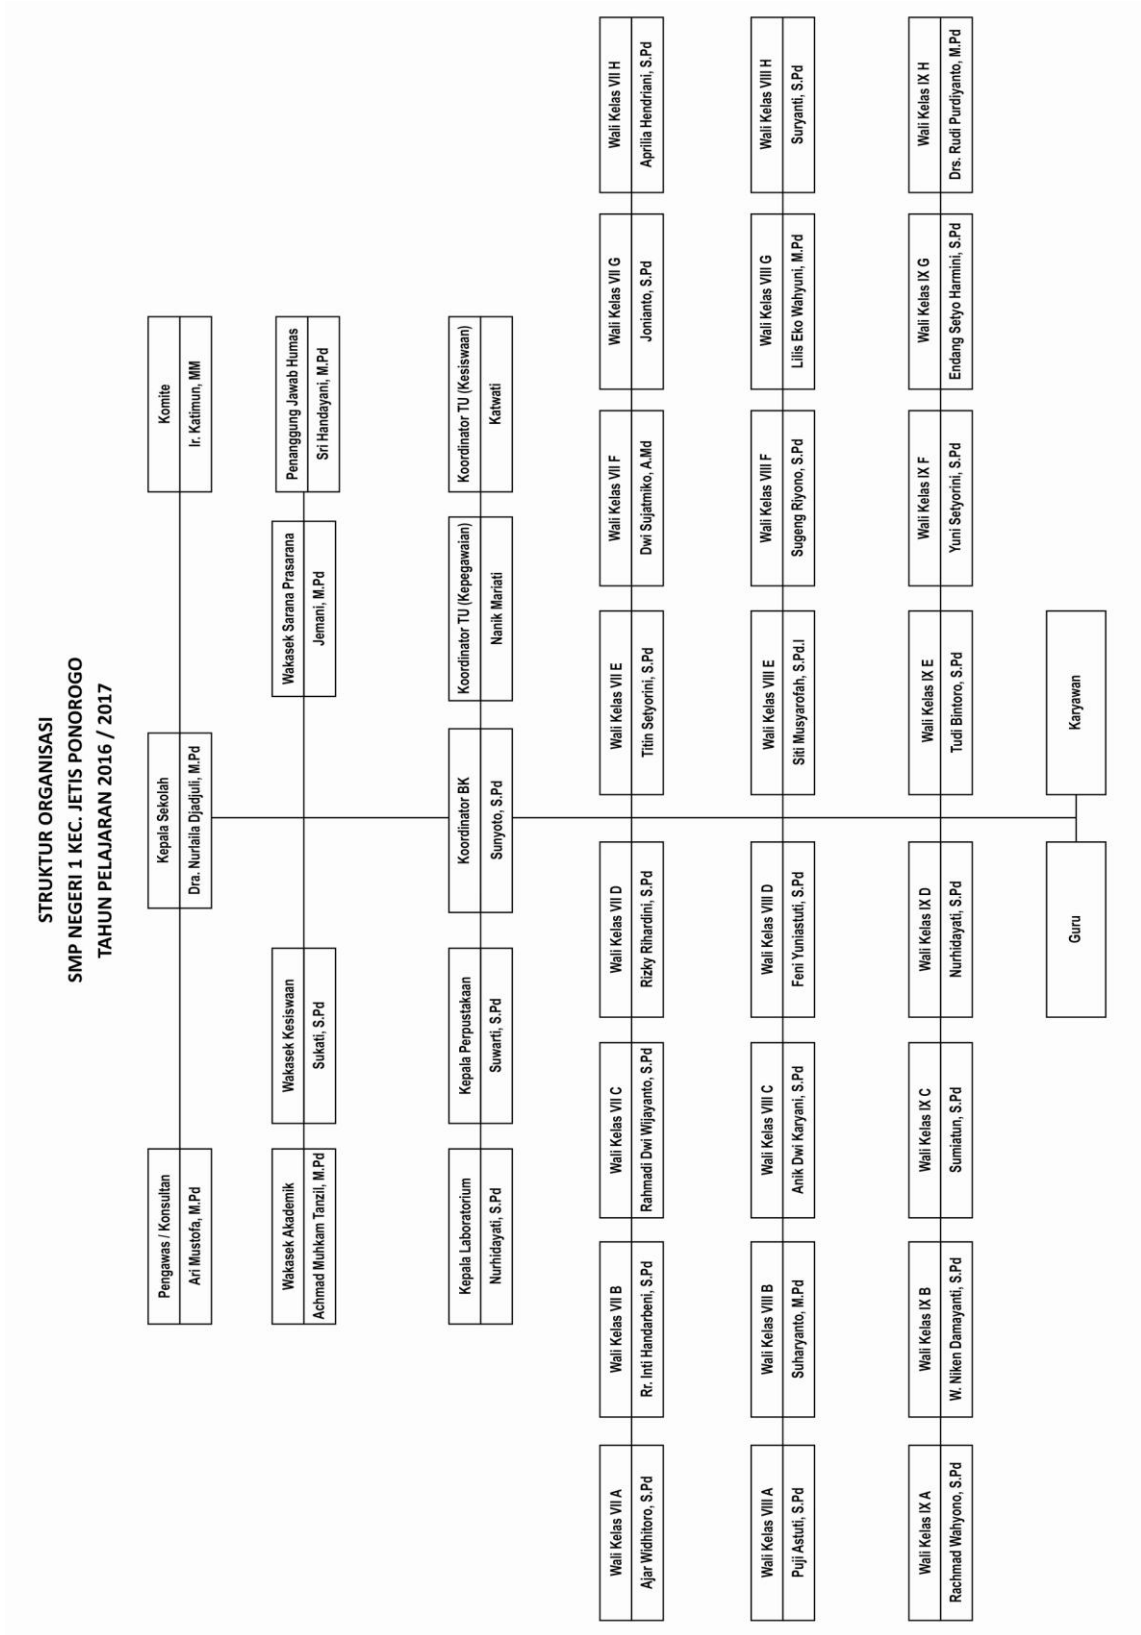 STRUKTUR ORGANISASI
SMP NEGERI 1 KEC. JETIS PONOROGO
TAHUN PELAJARAN 2016 / 2017
Pengawas / Konsultan
Ari Mustofa, M.Pd
Kepala Sekolah
Dra. Nurlaila Djadjuli, M.Pd
Komite
Ir. Katimun, MM
Wakasek Akademik
Achmad Muhkam Tanzil, M.Pd
Wakasek Kesiswaan
Sukati, S.Pd
Wakasek Sarana Prasarana
Jemani, M.Pd
Penanggung Jawab Humas
Sri Handayani, M.Pd
Kepala Laboratorium
Nurhidayati, S.Pd
Kepala Perpustakaan
Suwarti, S.Pd
Koordinator BK
Sunyoto, S.Pd
Koordinator TU (Kepegawaian)
Nanik Mariati
Koordinator TU (Kesiswaan)
Katwati
Wali Kelas VII A
Ajar Widhitoro, S.Pd
Wali Kelas VII B
Rr. Inti Handarbeni, S.Pd
Wali Kelas VII C
Rahmadi Dwi Wijayanto, S.Pd
Wali Kelas VII D
Rizky Rihardini, S.Pd
Wali Kelas VII E
Titin Setyorini, S.Pd
Wali Kelas VII F
Dwi Sujatmiko, A.Md
Wali Kelas VII G
Jonianto, S.Pd
Wali Kelas VII H
Aprilia Hendriani, S.Pd
Wali Kelas VIII A
Puji Astuti, S.Pd
Wali Kelas VIII B
Suharyanto, M.Pd
Wali Kelas VIII C
Anik Dwi Karyani, S.Pd
Wali Kelas VIII D
Feni Yuniastuti, S.Pd
Wali Kelas VIII E
Siti Musyarofah, S.Pd.I
Wali Kelas VIII F
Sugeng Riyono, S.Pd
Wali Kelas VIII G
Lilis Eko Wahyuni, M.Pd
Wali Kelas VIII H
Suryanti, S.Pd
Wali Kelas IX A
Rachmad Wahyono, S.Pd
Wali Kelas IX B
W. Niken Damayanti, S.Pd
Wali Kelas IX C
Sumiatun, S.Pd
Wali Kelas IX D
Nurhidayati, S.Pd
Wali Kelas IX E
Tudi Bintoro, S.Pd
Wali Kelas IX F
Yuni Setyorini, S.Pd
Wali Kelas IX G
Endang Setyo Harmini, S.Pd
Wali Kelas IX H
Drs. Rudi Purdiyanto, M.Pd
Guru
Karyawan